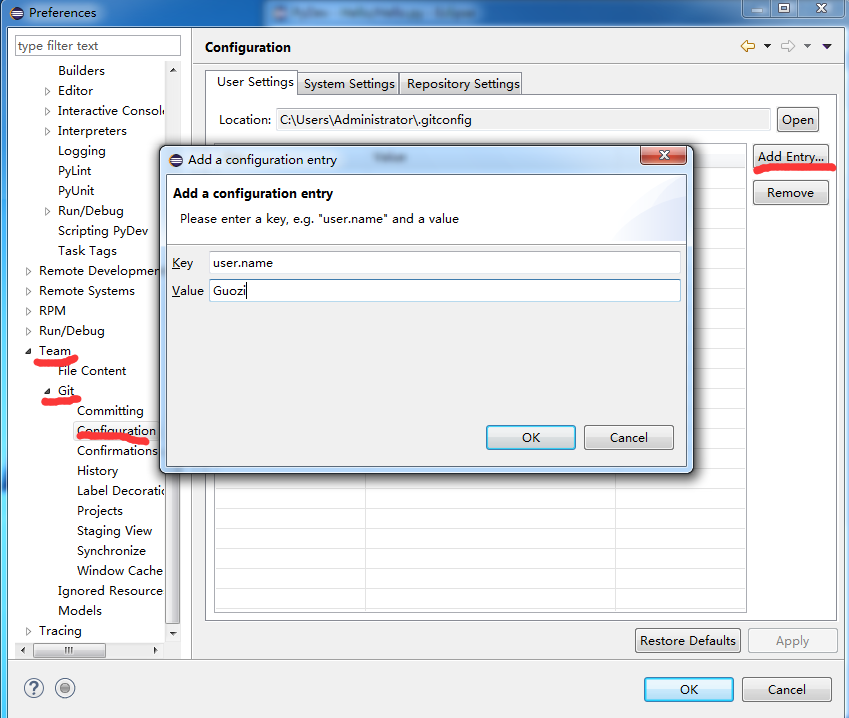 Preferences
type filter text
Builders
Editor
Interactive Consol
Interpreters
Logging
PyLint
PyUnit
Run/Debug
Scripting PyDev
Task Tags
Remote Developmen
Remote Systems
RPM
Run/Debug
Team
File Content
Git
Committing
Configuration
Confirmations
History
Label Decoratic
Projects
Staging View
Synchronize
Window Cache
Ignored Resource
Models
Tracing
Configuration
User Settings
System Settings
Repository Settings
Location:
C:\Users\Administrator\.gitconfig
Open
Value
Add Entry...
Remove
Add a configuration entry
Add a configuration entry
Please enter a key, e.g. "user.name" and a value
Key
user.name
Value
Guozi
OK
Cancel
Restore Defaults
Apply
OK
Cancel